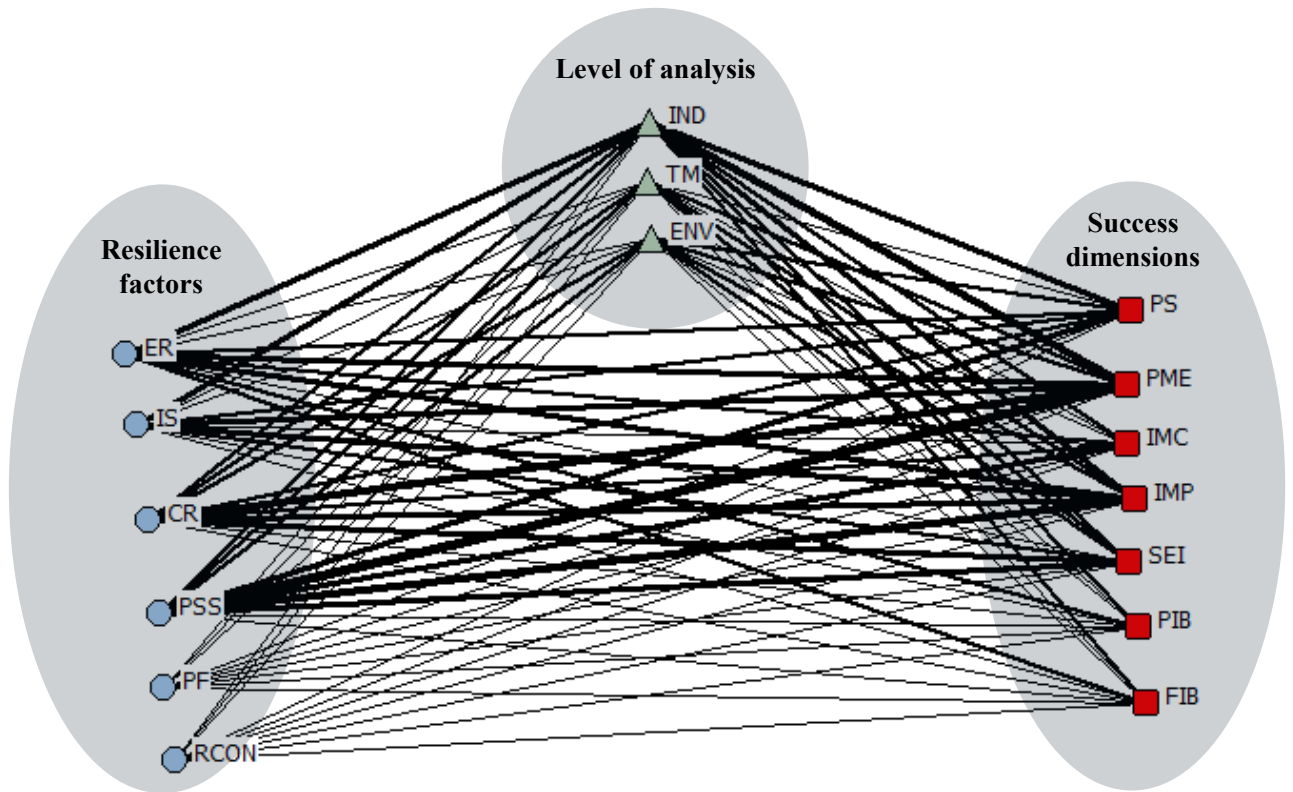 Level of analysis
IND
TM
ENV
Resilience
factors
ER
IS
CR
PSS
PF
RCON
Success
dimensions
PS
PME
IMC
IMP
SEI
PIB
FIB